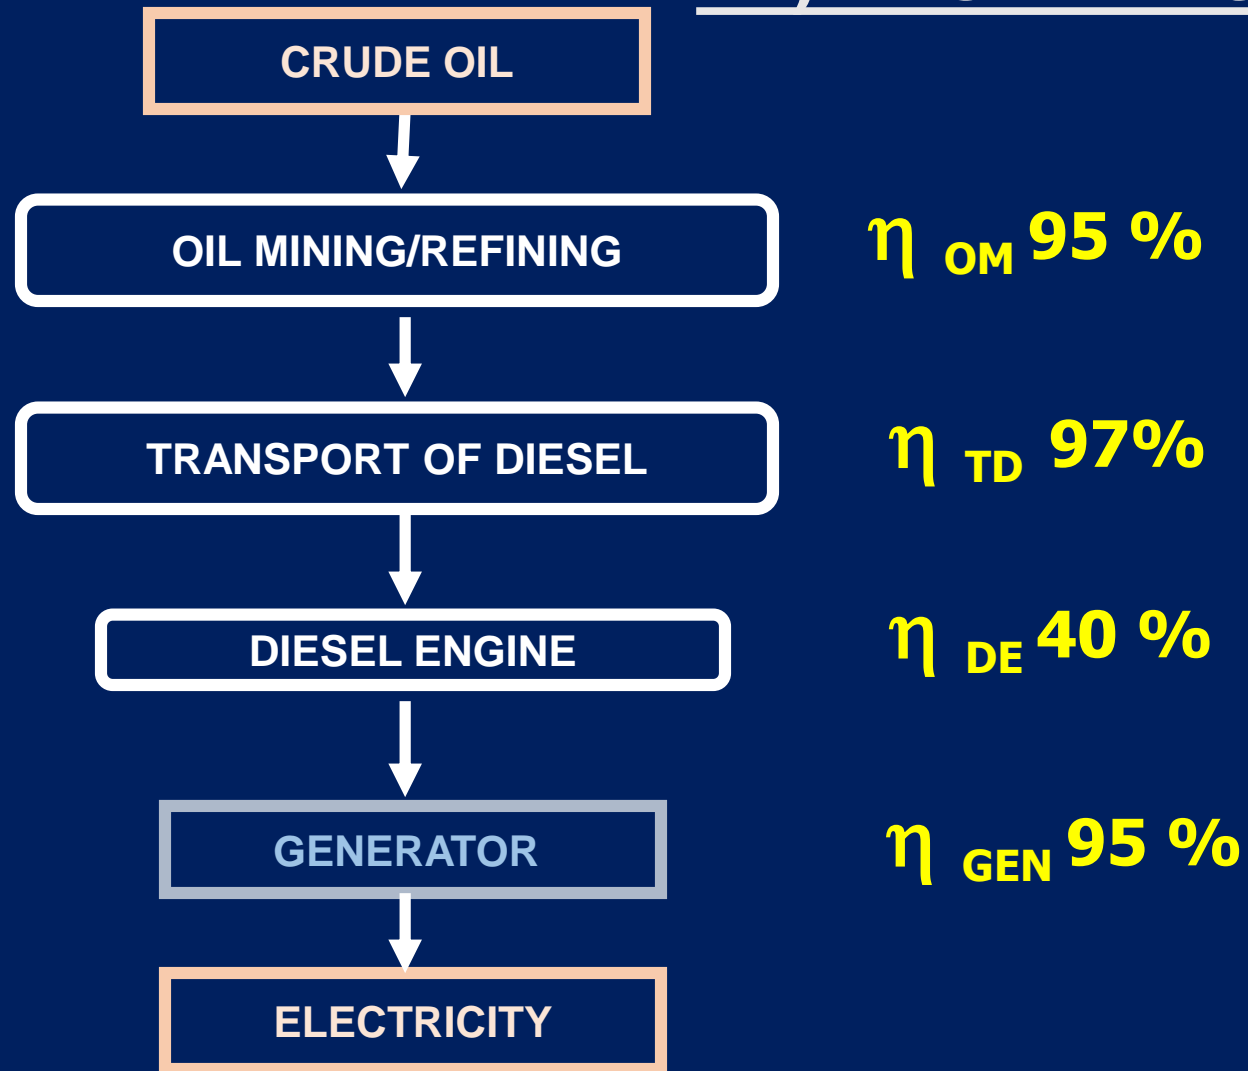 CRUDE OIL
OIL MINING/REFINING
η OM 95 %
TRANSPORT OF DIESEL
η TD 97%
DIESEL ENGINE
η DE 40 %
GENERATOR
η GEN 95 %
ELECTRICITY